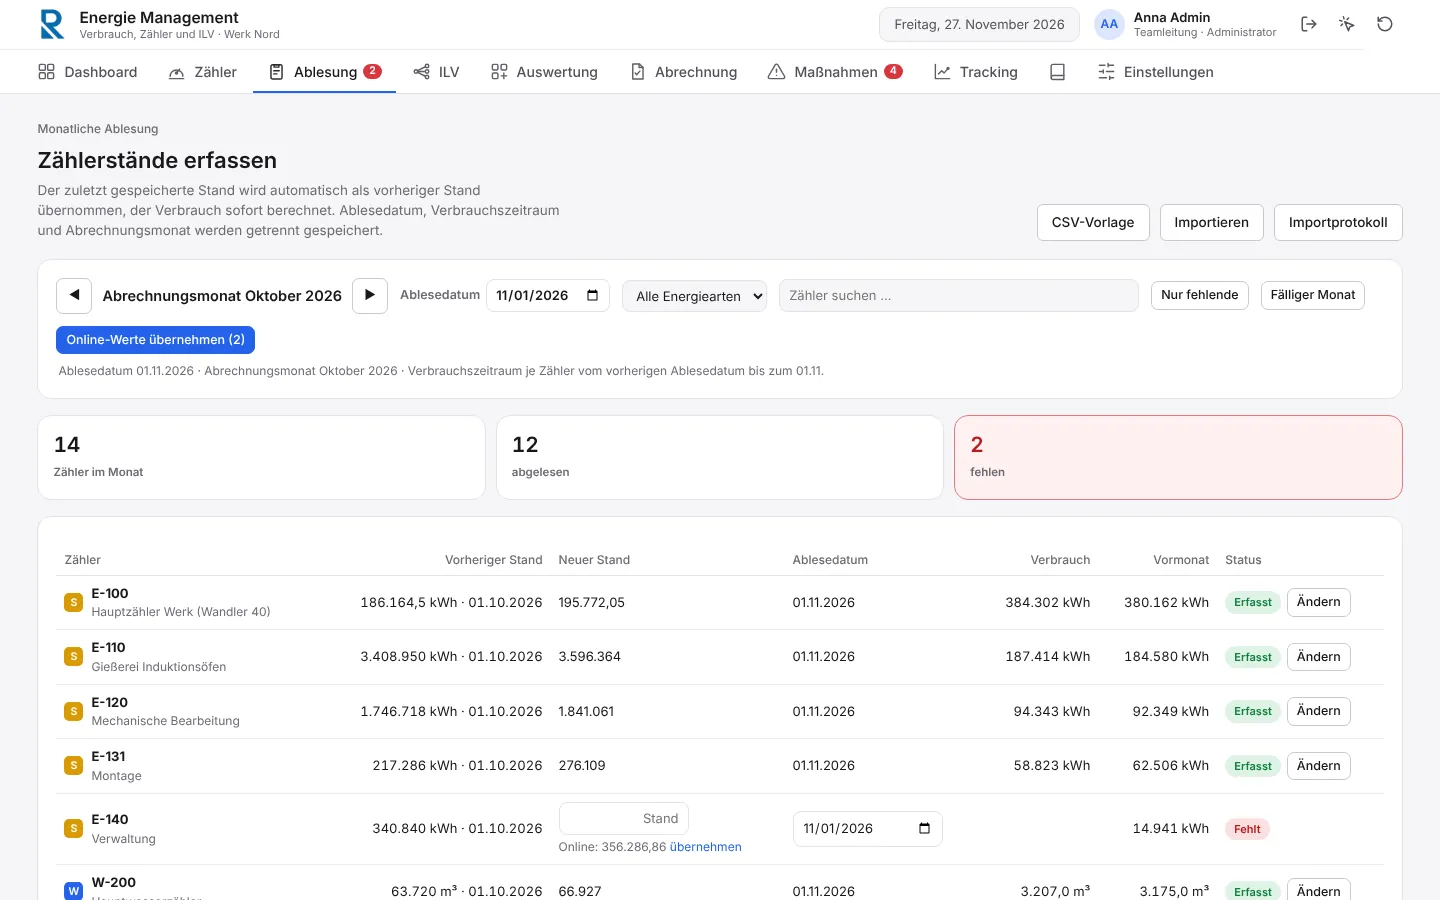 Energie Management
Verbrauch, Zähler und ILV · Werk Nord
Freitag, 27. November 2026
AA
Anna Admin
Teamleitung · Administrator
Dashboard
Zähler
Ablesung 2
ILV
Auswertung
Abrechnung
Maßnahmen 4
Tracking
Einstellungen
Monatliche Ablesung
Zählerstände erfassen
Der zuletzt gespeicherte Stand wird automatisch als vorheriger Stand
übernommen, der Verbrauch sofort berechnet. Ablesedatum, Verbrauchszeitraum
und Abrechnungsmonat werden getrennt gespeichert.
CSV-Vorlage
Importieren
Importprotokoll
Abrechnungsmonat Oktober 2026
Ablesedatum 11/01/2026
Alle Energiearten
Zähler suchen ...
Nur fehlende
Fälliger Monat
Online-Werte übernehmen (2)
Ablesedatum 01.11.2026 · Abrechnungsmonat Oktober 2026 · Verbrauchszeitraum je Zähler vom vorherigen Ablesedatum bis zum 01.11.
14
Zähler im Monat
12
abgelesen
2
fehlen
Zähler Vorheriger Stand Neuer Stand Ablesedatum Verbrauch Vormonat Status
S E-100
Hauptzähler Werk (Wandler 40)
186.164,5 kWh · 01.10.2026 195.772,05 01.11.2026 384.302 kWh 380.162 kWh Erfasst Ändern
S E-110
Gießerei Induktionsöfen
3.408.950 kWh · 01.10.2026 3.596.364 01.11.2026 187.414 kWh 184.580 kWh Erfasst Ändern
S E-120
Mechanische Bearbeitung
1.746.718 kWh · 01.10.2026 1.841.061 01.11.2026 94.343 kWh 92.349 kWh Erfasst Ändern
S E-131
Montage
217.286 kWh · 01.10.2026 276.109 01.11.2026 58.823 kWh 62.506 kWh Erfasst Ändern
S E-140
Verwaltung
340.840 kWh · 01.10.2026 Stand 11/01/2026 14.941 kWh Fehlt
Online: 356.286,86 übernehmen
W W-200
63.720 m³ · 01.10.2026 66.927 01.11.2026 3.207,0 m³ 3.175,0 m³ Erfasst Ändern